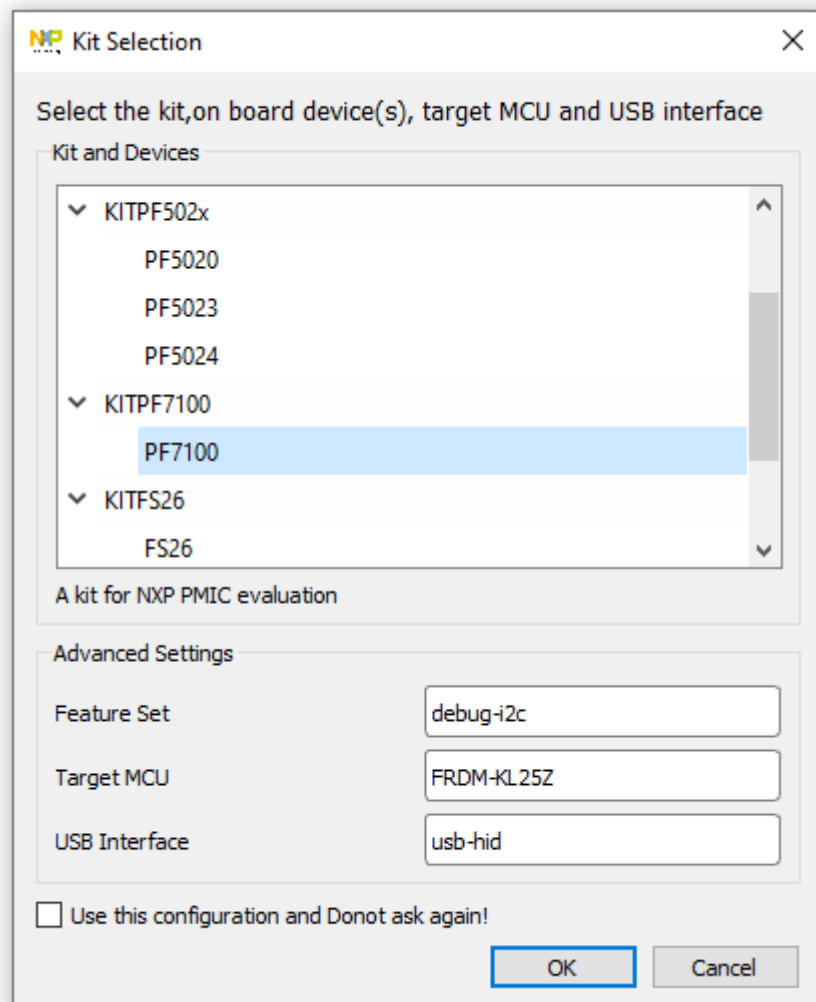 NXP Kit Selection
Select the kit,on board device(s), target MCU and USB interface
Kit and Devices
KITPF502x
PF5020
PF5023
PF5024
KITPF7100
PF7100
KITFS26
FS26
A kit for NXP PMIC evaluation
Advanced Settings
Feature Set debug-i2c
Target MCU FRDM-KL25Z
USB Interface usb-hid
Use this configuration and Donot ask again!
OK Cancel